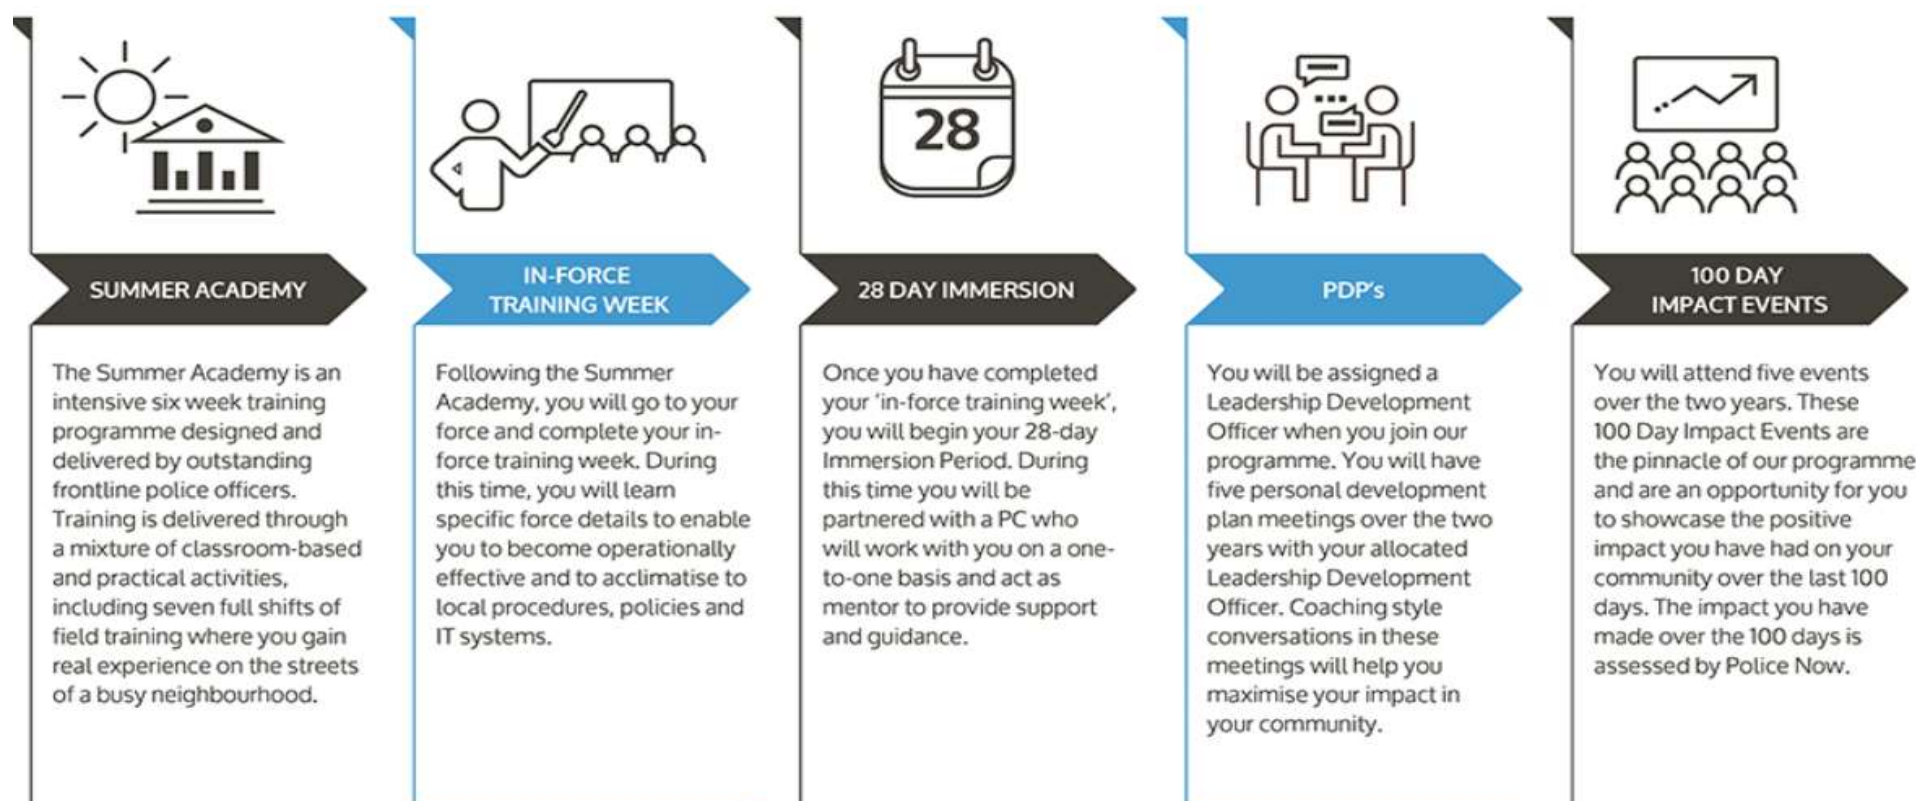 SUMMER ACADEMY
The Summer Academy is an
intensive six week training
programme designed and
delivered by outstanding
frontline police officers.
Training is delivered through
a mixture of classroom-based
and practical activities,
including seven full shifts of
field training where you gain
real experience on the streets
of a busy neighbourhood.
IN-FORCE
TRAINING WEEK
Following the Summer
Academy, you will go to your
force and complete your in-
force training week. During
this time, you will learn
specific force details to enable
you to become operationally
effective and to acclimatise to
local procedures, policies and
IT systems.
28
28 DAY IMMERSION
Once you have completed
your 'in-force training week',
you will begin your 28-day
Immersion Period. During
this time you will be
partnered with a PC who
will work with you on a one-
to-one basis and act as
mentor to provide support
and guidance.
PDP's
You will be assigned a
Leadership Development
Officer when you join our
programme. You will have
five personal development
plan meetings over the two
years with your allocated
Leadership Development
Officer. Coaching style
conversations in these
meetings will help you
maximise your impact in
your community.
100 DAY
IMPACT EVENTS
You will attend five events
over the two years. These
100 Day Impact Events are
the pinnacle of our programme
and are an opportunity for you
to showcase the positive
impact you have had on your
community over the last 100
days. The impact you have
made over the 100 days is
assessed by Police Now.